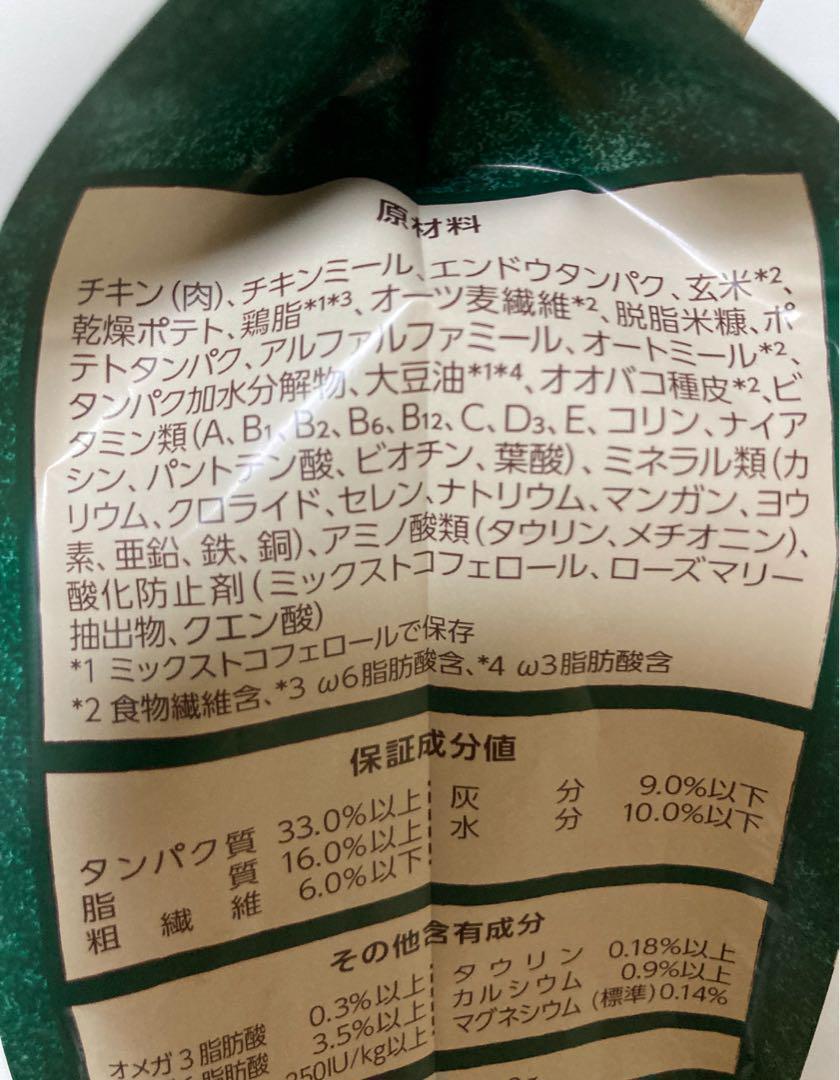 原材料
チキン(肉)、チキンミール、エンドウタンパク、玄米*2、
乾燥ポテト、鶏脂*1*3、オーツ麦繊維*2、脱脂米糠、ポ
テトタンパク、アルファルファミール、オートミール*2、
タンパク加水分解物、大豆油*1*4、オオバコ種皮*2、ビ
タミン類(A、B1、B2、B6、B12、C、D3、E、コリン、ナイア
シン、パントテン酸、ビオチン、葉酸)、ミネラル類(カ
リウム、クロライド、セレン、ナトリウム、マンガン、ヨウ
素、亜鉛、鉄、銅)、アミノ酸類(タウリン、メチオニン)、
酸化防止剤(ミックストコフェロール、ローズマリー
抽出物、クエン酸)
*1 ミックストコフェロールで保存
*2 食物繊維含、*3 ω6脂肪酸含、*4 ω3脂肪酸含
保証成分値
タンパク質 33.0%以上
脂質 16.0%以上
粗繊維 6.0%以下
灰分 9.0%以下
水分 10.0%以下
その他含有成分
オメガ3脂肪酸 0.3%以上
脂肪酸 3.5%以上
350IU/kg以上
タウリン 0.18%以上
カルシウム 0.9%以上
マグネシウム (標準)0.14%